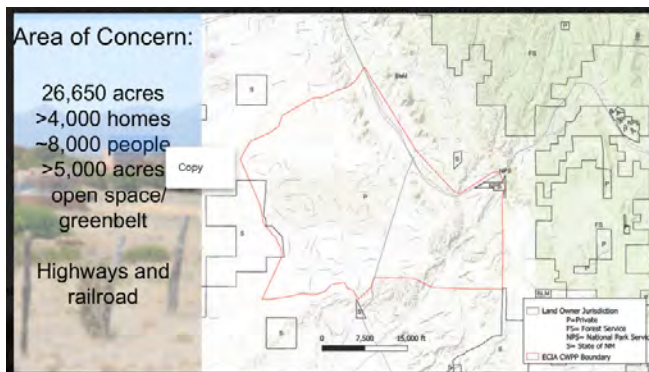 Area of Concern:
26,650 acres
>4,000 homes
~8,000 people
>5,000 acres
open space/
greenbelt
Highways and
railroad
Copy
S
BLM
P
FS
P
S
S
P
NPS
P
FS
P
S
S
BLM
S
P
S
0 7,500 15,000 ft
Land Owner Jurisdiction
P=Private
FS= Forest Service
NPS= National Park Service
S= State of NM
ECIA CWPP Boundary